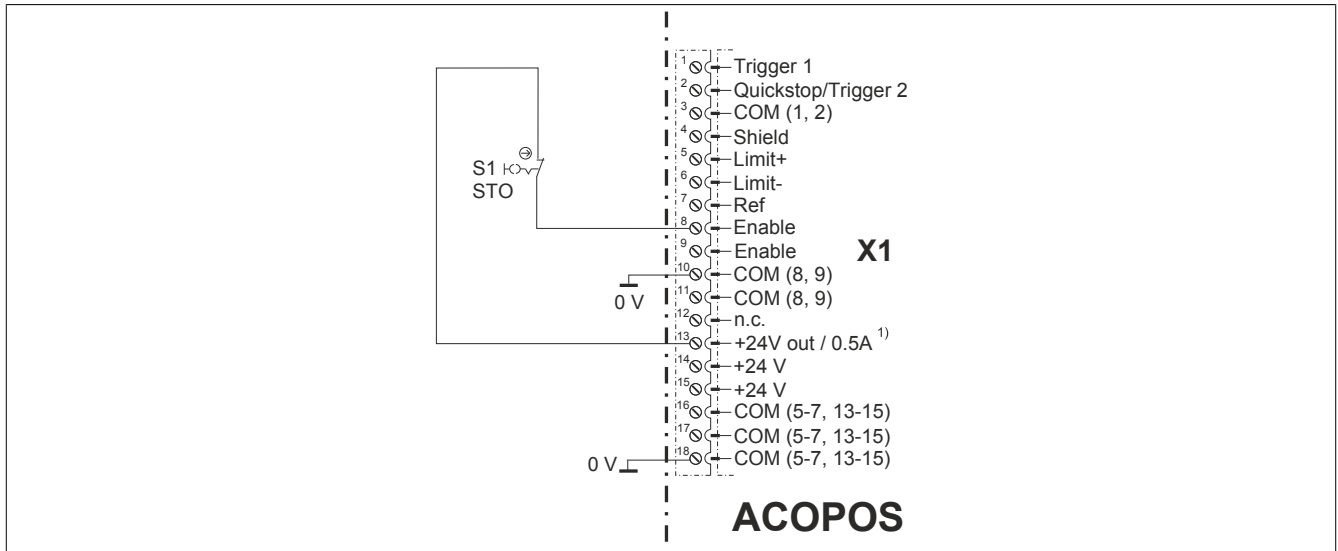 1 Trigger 1
2 Quickstop/Trigger 2
3 COM (1, 2)
4 Shield
5 Limit+
S1
STO
6 Limit-
7 Ref
8 Enable
9 Enable
X1
10 COM (8, 9)
0 V
11 COM (8, 9)
12 n.c.
13 +24V out / 0.5A 1)
14 +24 V
15 +24 V
16 COM (5-7, 13-15)
17 COM (5-7, 13-15)
0 V
18 COM (5-7, 13-15)
ACOPOS